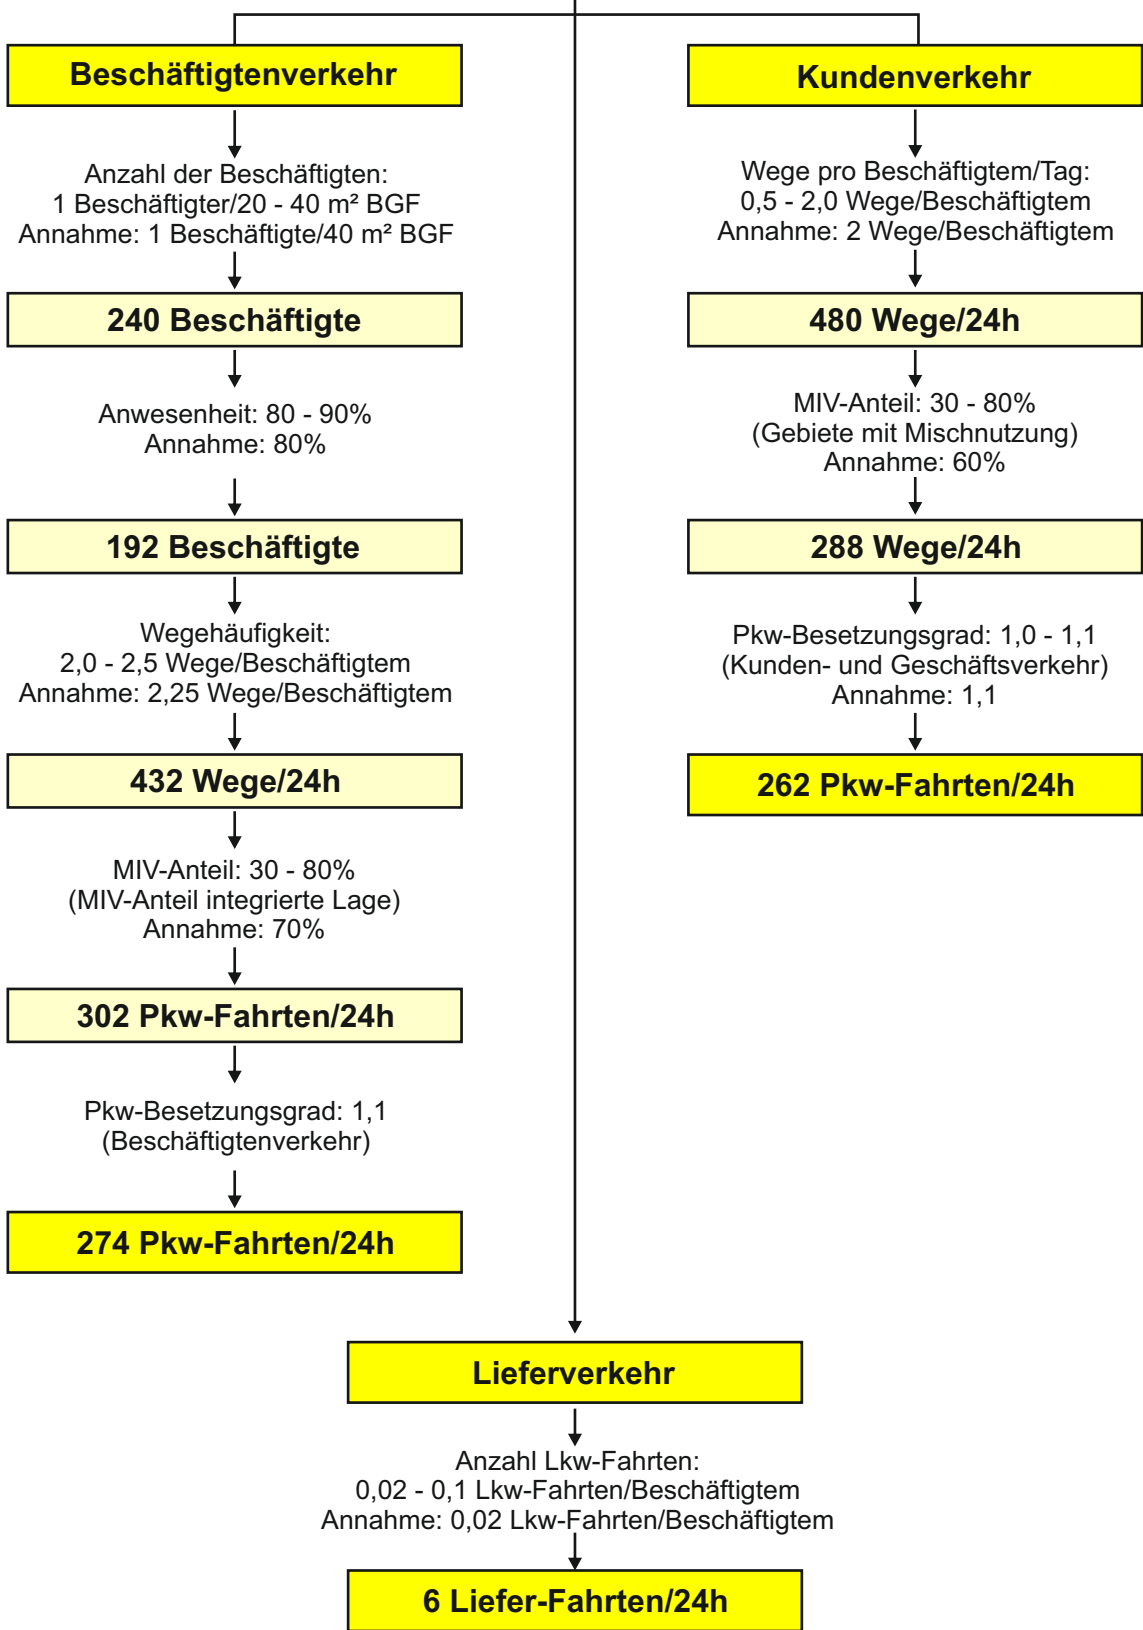 Beschäftigtenverkehr
Anzahl der Beschäftigten:
1 Beschäftigter/20 - 40 m² BGF
Annahme: 1 Beschäftigte/40 m² BGF
240 Beschäftigte
Anwesenheit: 80 - 90%
Annahme: 80%
192 Beschäftigte
Wegehäufigkeit:
2,0 - 2,5 Wege/Beschäftigtem
Annahme: 2,25 Wege/Beschäftigtem
432 Wege/24h
MIV-Anteil: 30 - 80%
(MIV-Anteil integrierte Lage)
Annahme: 70%
302 Pkw-Fahrten/24h
Pkw-Besetzungsgrad: 1,1
(Beschäftigtenverkehr)
274 Pkw-Fahrten/24h
Kundenverkehr
Wege pro Beschäftigtem/Tag:
0,5 - 2,0 Wege/Beschäftigtem
Annahme: 2 Wege/Beschäftigtem
480 Wege/24h
MIV-Anteil: 30 - 80%
(Gebiete mit Mischnutzung)
Annahme: 60%
288 Wege/24h
Pkw-Besetzungsgrad: 1,0 - 1,1
(Kunden- und Geschäftsverkehr)
Annahme: 1,1
262 Pkw-Fahrten/24h
Lieferverkehr
Anzahl Lkw-Fahrten:
0,02 - 0,1 Lkw-Fahrten/Beschäftigtem
Annahme: 0,02 Lkw-Fahrten/Beschäftigtem
6 Liefer-Fahrten/24h